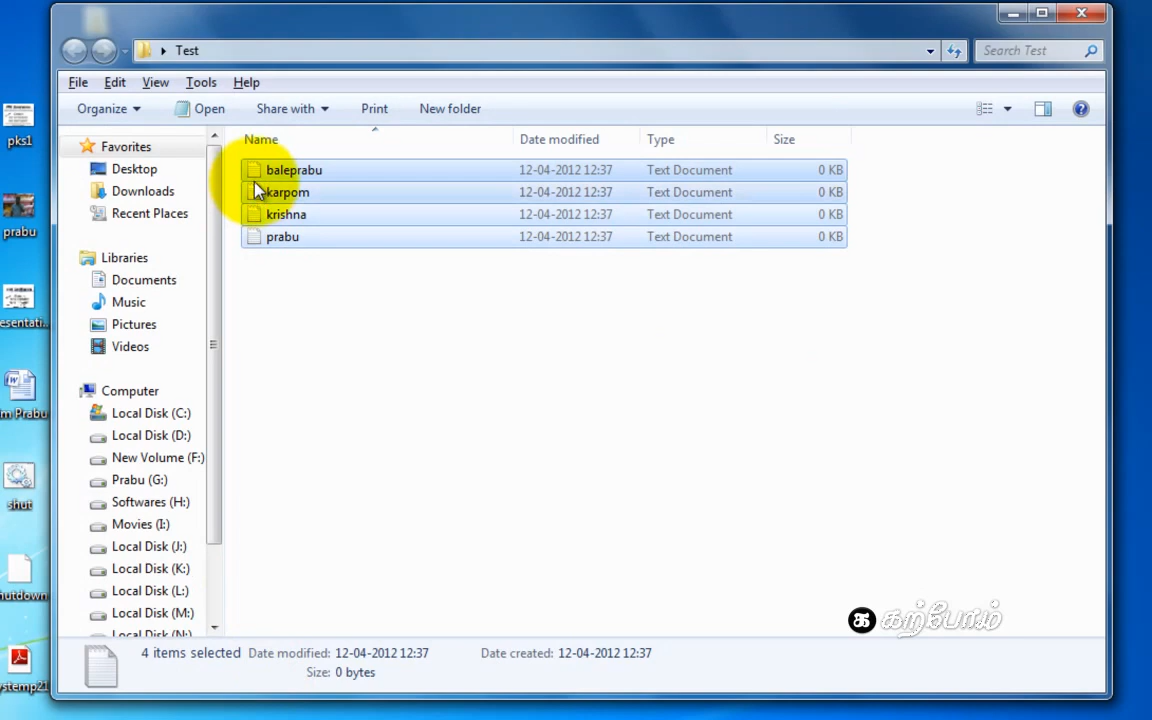 Test
Search Test
File Edit View Tools Help
Organize Open Share with Print New folder
Name Date modified Type Size
baleprabu 12-04-2012 12:37 Text Document 0 KB
karpom 12-04-2012 12:37 Text Document 0 KB
krishna 12-04-2012 12:37 Text Document 0 KB
prabu 12-04-2012 12:37 Text Document 0 KB
Favorites
Desktop
Downloads
Recent Places
Libraries
Documents
Music
Pictures
Videos
Computer
Local Disk (C:)
Local Disk (D:)
New Volume (F:)
Prabu (G:)
Softwares (H:)
Movies (I:)
Local Disk (J:)
Local Disk (K:)
Local Disk (L:)
Local Disk (M:)
Local Disk (N:)
4 items selected Date modified: 12-04-2012 12:37 Date created: 12-04-2012 12:37
Size: 0 bytes
pks1
prabu
esentati...
m Prabu
shut
hutdown
ystemp21
க கற்போம்